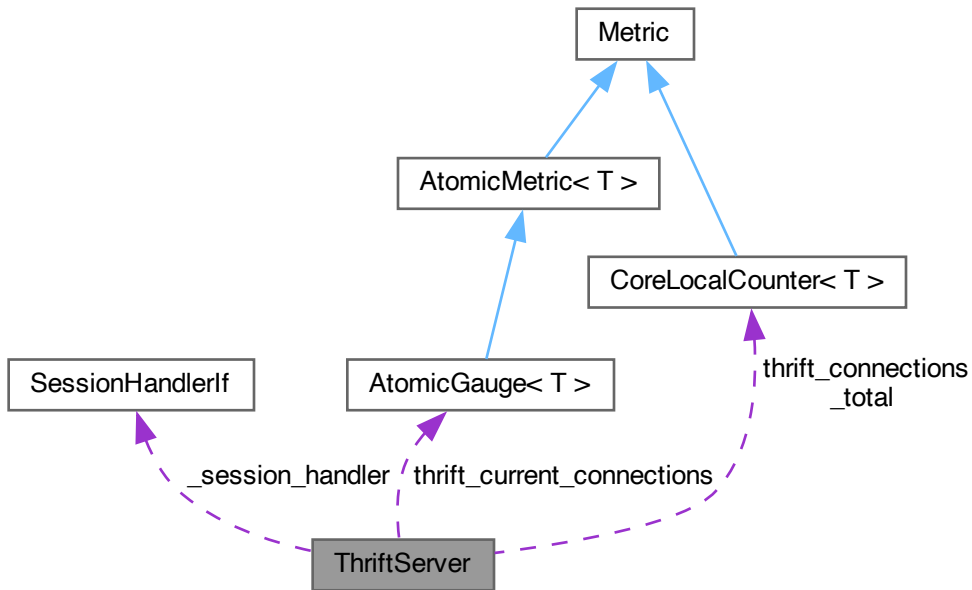 Metric
AtomicMetric< T >
CoreLocalCounter< T >
SessionHandlerIf
AtomicGauge< T >
thrift_connections
_total
_session_handler
thrift_current_connections
ThriftServer